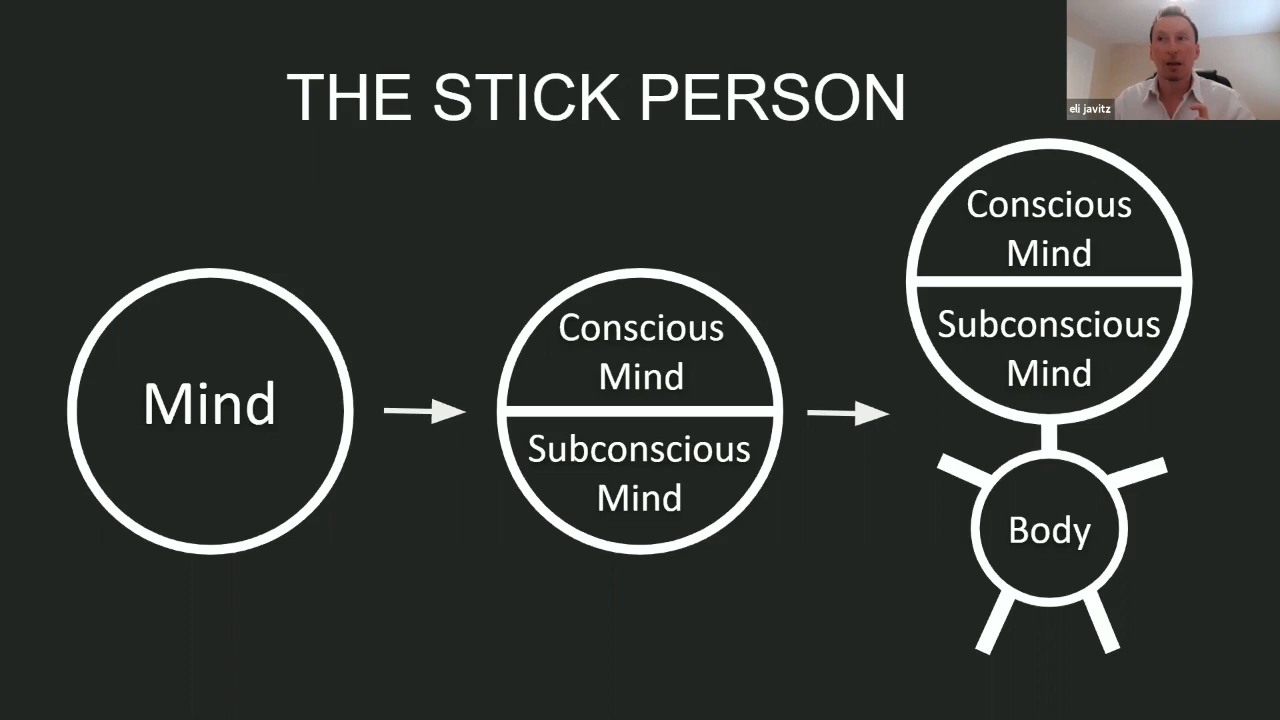 THE STICK PERSON
eli javitz
Mind
Conscious
Mind
Subconscious
Mind
Conscious
Mind
Subconscious
Mind
Body